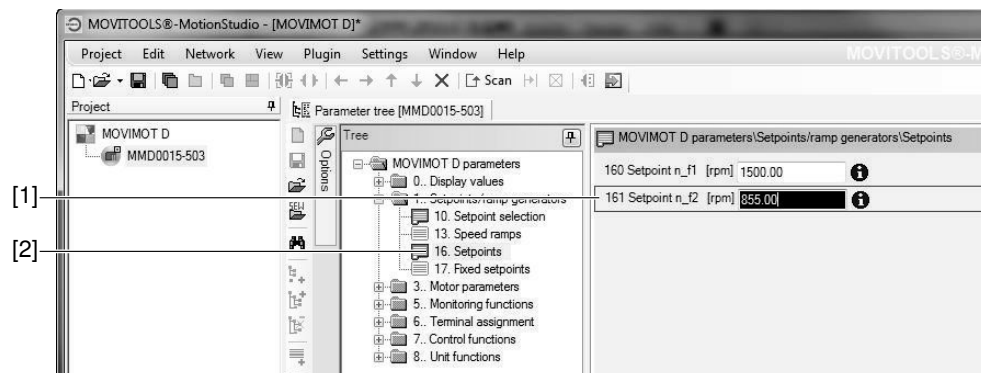 MOVITOOLS®-MotionStudio - [MOVIMOT D]*
Project Edit Network View Plugin Settings Window Help
MOVITOOLS®-M
Scan
Project
Parameter tree [MMD0015-503]
MOVIMOT D
MMD0015-503
Options
Tree
MOVIMOT D parameters
0.. Display values
1.. Setpoints/ramp generators
10. Setpoint selection
13. Speed ramps
16. Setpoints
17. Fixed setpoints
3.. Motor parameters
5.. Monitoring functions
6.. Terminal assignment
7.. Control functions
8.. Unit functions
MOVIMOT D parameters\Setpoints/ramp generators\Setpoints
160 Setpoint n_f1 [rpm] 1500.00
161 Setpoint n_f2 [rpm] 855.00
[1]
[2]
SEW